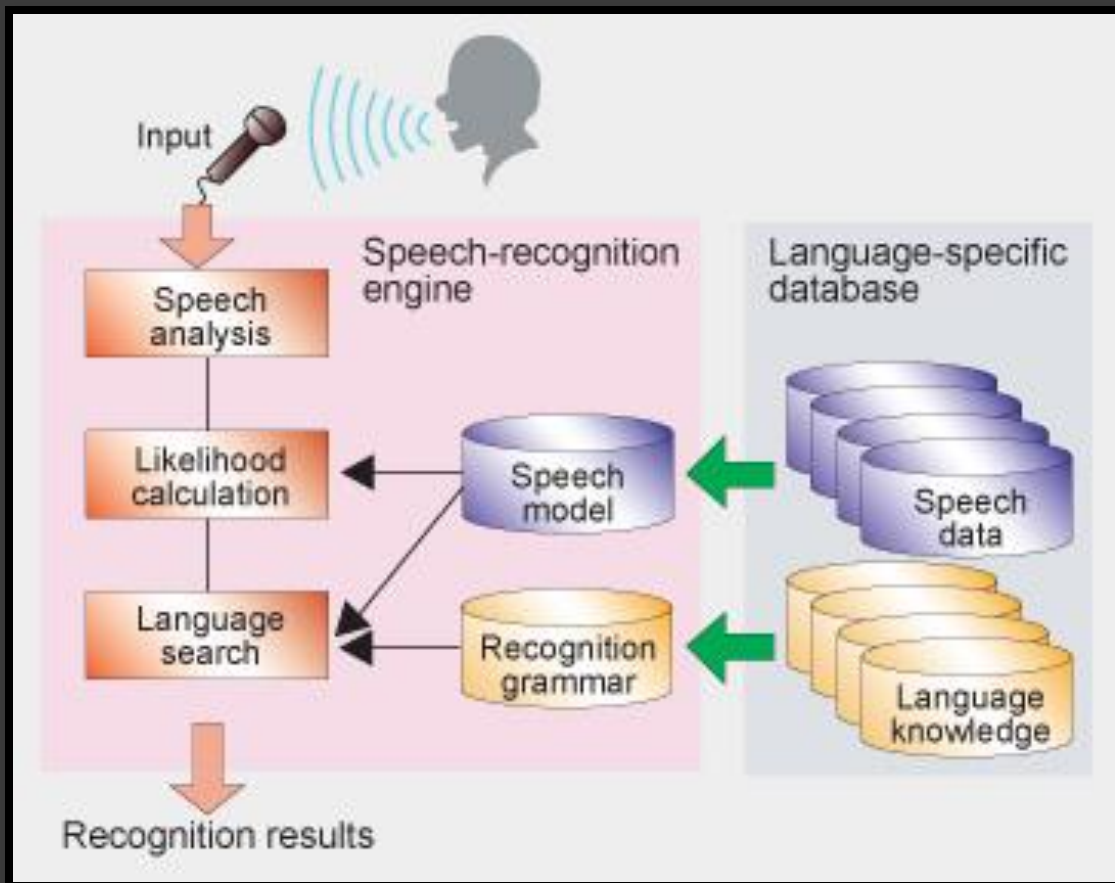 Input
Speech-recognition
engine
Language-specific
database
Speech
analysis
Likelihood
calculation
Speech
model
Speech
data
Language
search
Recognition
grammar
Language
knowledge
Recognition results